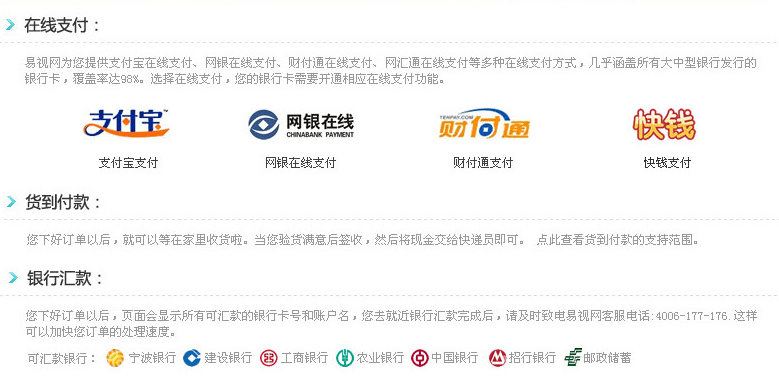 在线支付：
易视网为您提供支付宝在线支付、网银在线支付、财付通在线支付、网汇通在线支付等多种在线支付方式，几乎涵盖所有大中型银行发行的
银行卡，覆盖率达98%。选择在线支付，您的银行卡需要开通相应在线支付功能。
支付宝™ 网银在线 CHINABANK PAYMENT TENPAY.COM 财付通 快钱
支付宝支付 网银在线支付 财付通支付 快钱支付
货到付款：
您下好订单以后，就可以等在家里收货啦。当您验货满意后签收，然后将现金交给快递员即可。 点此查看货到付款的支持范围。
银行汇款：
您下好订单以后，页面会显示所有可汇款的银行卡号和账户名，您去就近银行汇款完成后，请及时致电易视网客服电话:4006-177-176.这样
可以加快您订单的处理速度。
可汇款银行： 宁波银行 建设银行 工商银行 农业银行 中国银行 招行银行 邮政储蓄